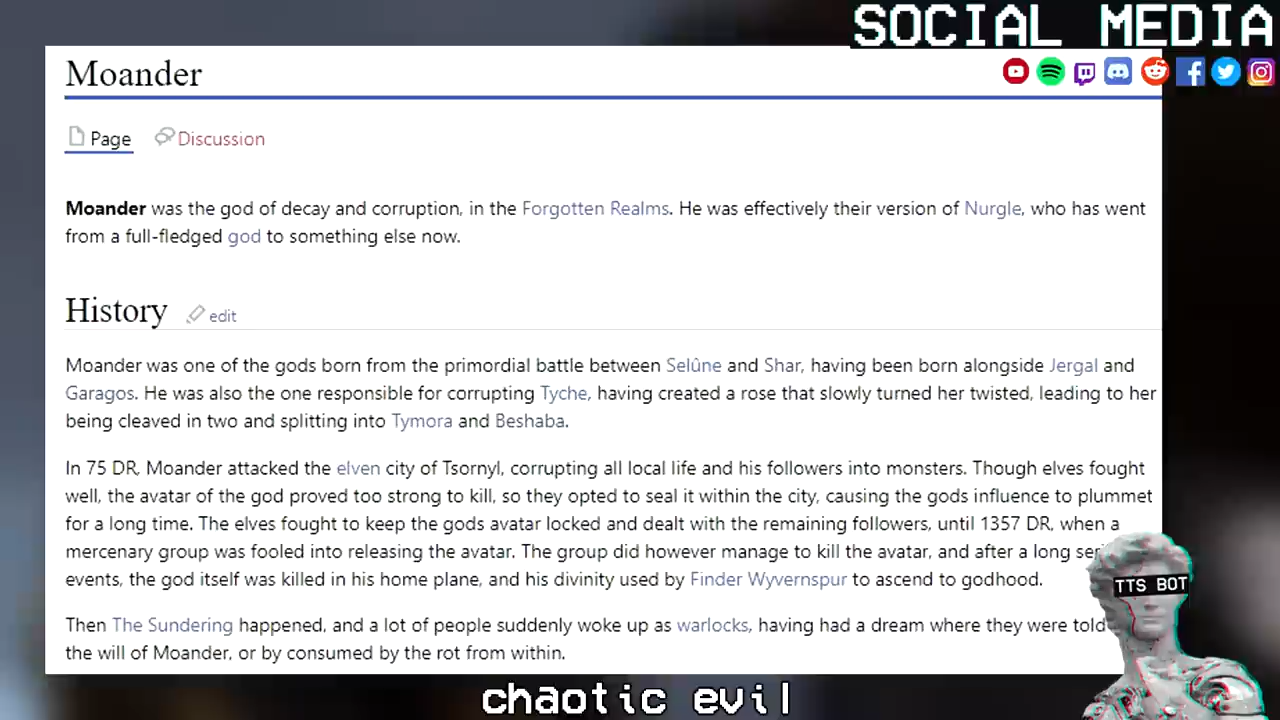 SOCIAL MEDIA
Moander
Page Discussion
Moander was the god of decay and corruption, in the Forgotten Realms. He was effectively their version of Nurgle, who has went
from a full-fledged god to something else now.
History edit
Moander was one of the gods born from the primordial battle between Selûne and Shar, having been born alongside Jergal and
Garagos. He was also the one responsible for corrupting Tyche, having created a rose that slowly turned her twisted, leading to her
being cleaved in two and splitting into Tymora and Beshaba.
In 75 DR, Moander attacked the elven city of Tsornyl, corrupting all local life and his followers into monsters. Though elves fought
well, the avatar of the god proved too strong to kill, so they opted to seal it within the city, causing the gods influence to plummet
for a long time. The elves fought to keep the gods avatar locked and dealt with the remaining followers, until 1357 DR, when a
mercenary group was fooled into releasing the avatar. The group did however manage to kill the avatar, and after a long
events, the god itself was killed in his home plane, and his divinity used by Finder Wyvernspur to ascend to godhood.
TTS BOT
Then The Sundering happened, and a lot of people suddenly woke up as warlocks, having had a dream where they were told
the will of Moander, or by consumed by the rot from within.
chaotic evil